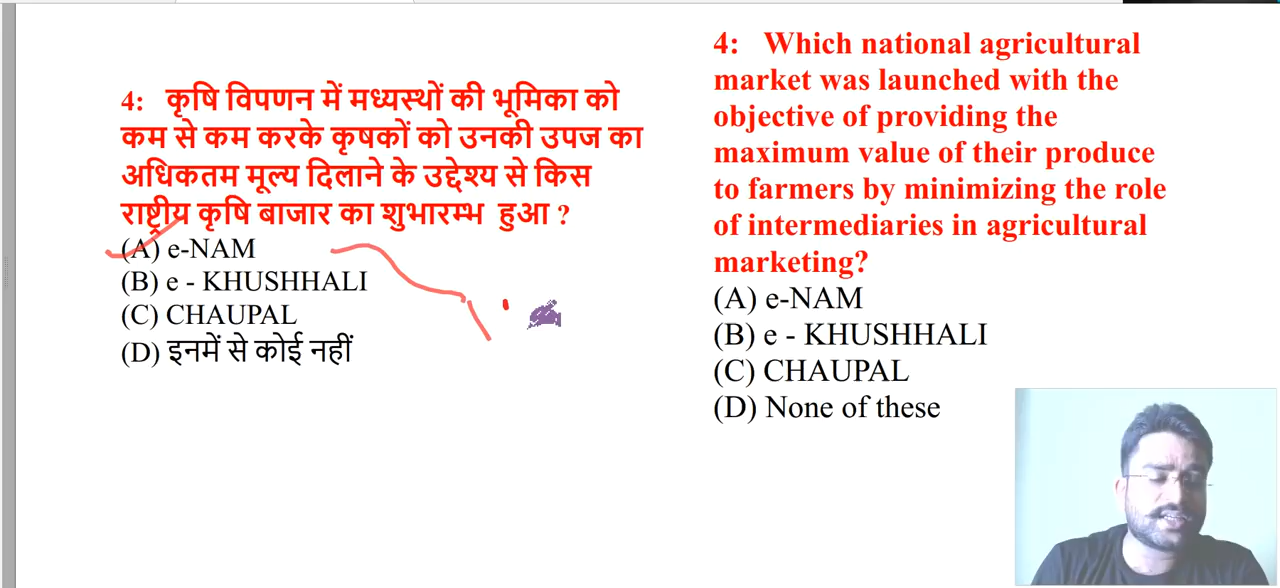 4: कृषि विपणन में मध्यस्थों की भूमिका को
कम से कम करके कृषकों को उनकी उपज का
अधिकतम मूल्य दिलाने के उद्देश्य से किस
राष्ट्रीय कृषि बाजार का शुभारम्भ हुआ ?
(A) e-NAM
(B) e - KHUSHHALI
(C) CHAUPAL
(D) इनमें से कोई नहीं
4: Which national agricultural
market was launched with the
objective of providing the
maximum value of their produce
to farmers by minimizing the role
of intermediaries in agricultural
marketing?
(A) e-NAM
(B) e - KHUSHHALI
(C) CHAUPAL
(D) None of these